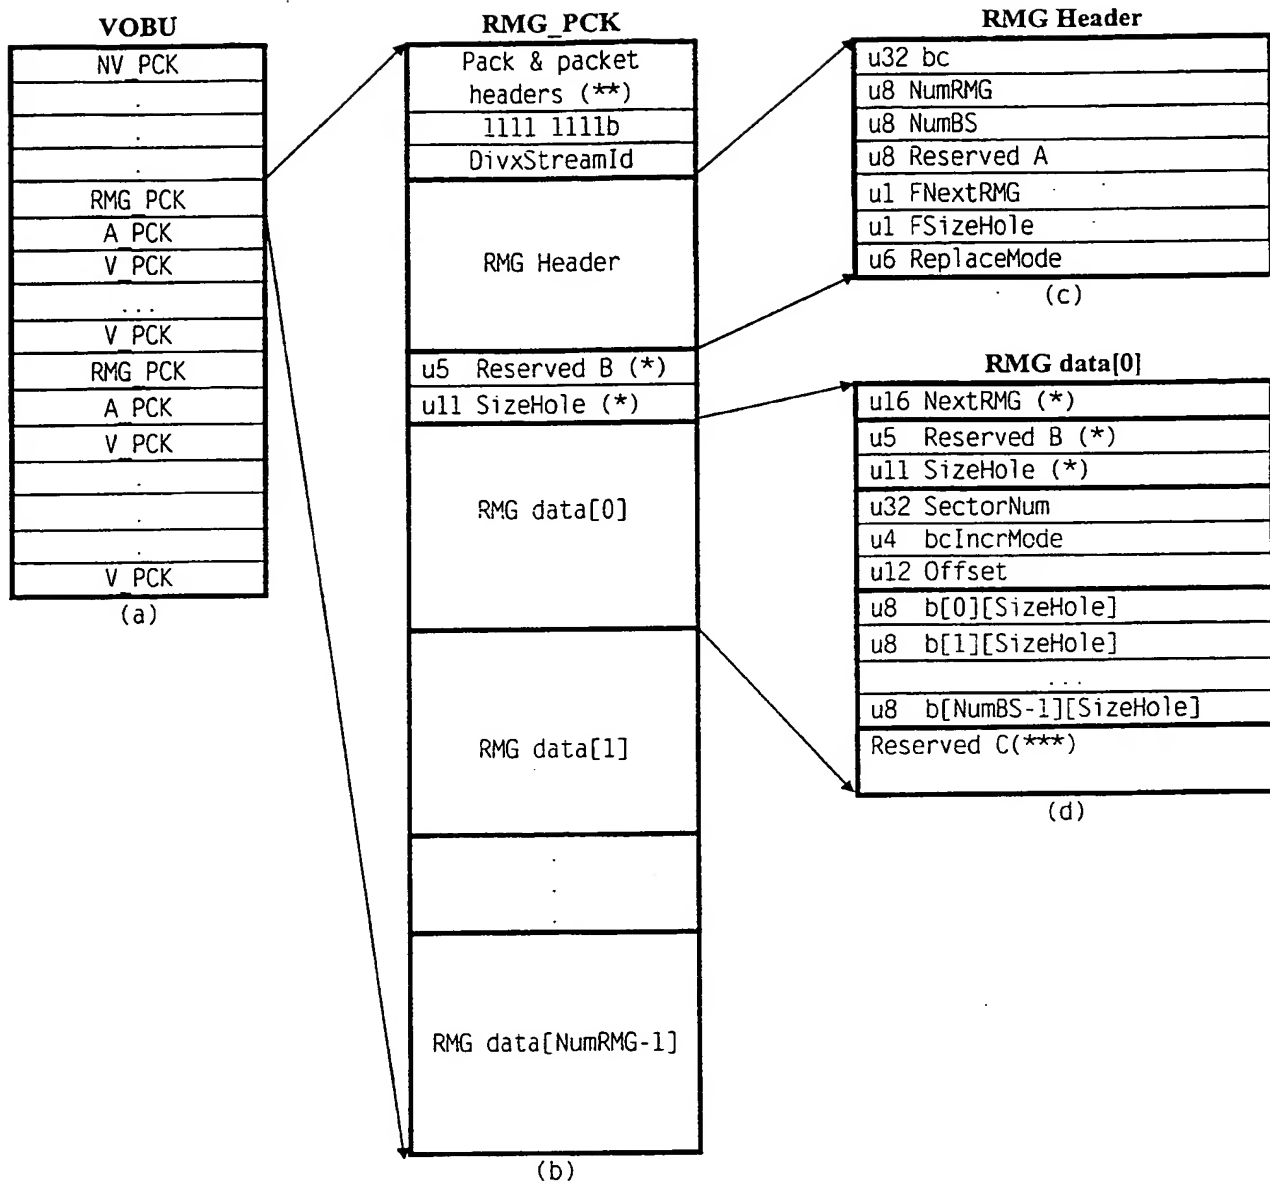 VOBU
NV_PCK
.
.
.
RMG_PCK
A_PCK
V_PCK
...
V_PCK
RMG_PCK
A_PCK
V_PCK
.
.
.
V_PCK
(a)
RMG_PCK
Pack & packet
headers (**)
1111 1111b
DivxStreamId
RMG Header
u5 Reserved B (*)
u11 SizeHole (*)
RMG data[0]
RMG data[1]
.
.
.
RMG data[NumRMG-1]
(b)
RMG Header
u32 bc
u8 NumRMG
u8 NumBS
u8 Reserved A
u1 FNextRMG
u1 FSizeHole
u6 ReplaceMode
(c)
RMG data[0]
u16 NextRMG (*)
u5 Reserved B (*)
u11 SizeHole (*)
u32 SectorNum
u4 bcIncrMode
u12 Offset
u8 b[0][SizeHole]
u8 b[1][SizeHole]
...
u8 b[NumBS-1][SizeHole]
Reserved C(***)
(d)